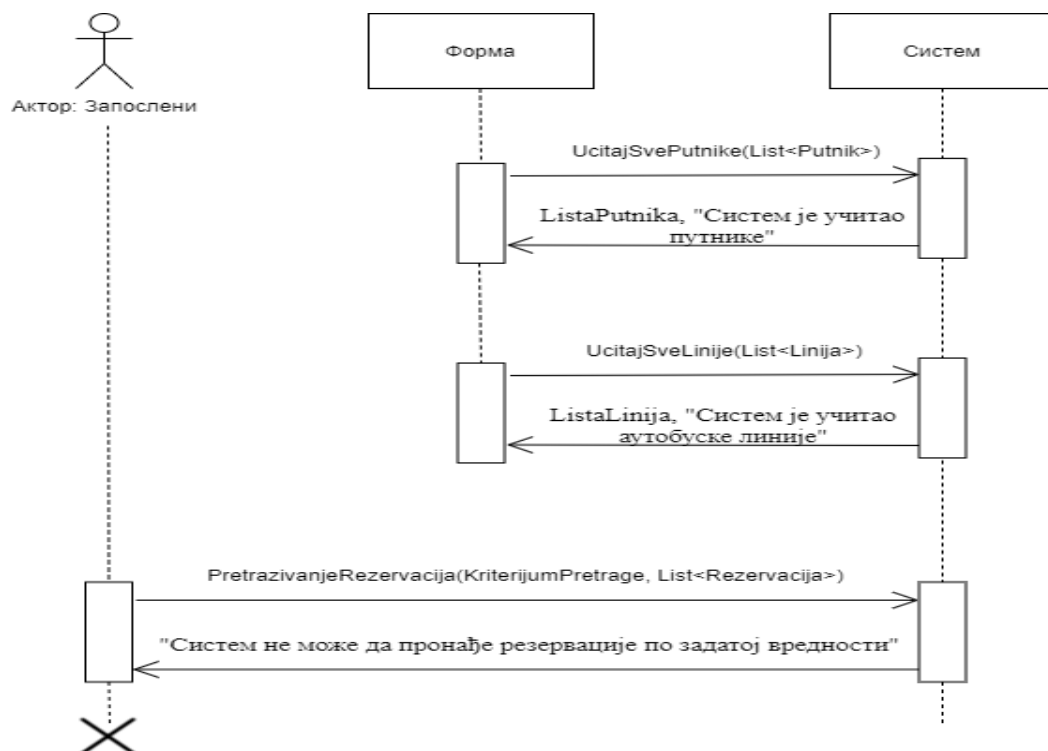 Форма
Систем
Актор: Запослени
UcitajSvePutnike(List<Putnik>)
ListaPutnika, "Систем је учитао
путнике"
UcitajSveLinije(List<Linija>)
ListaLinija, "Систем је учитао
аутобуске линије"
PretrazivanjeRezervacija(KriterijumPretrage, List<Rezervacija>)
"Систем не може да пронађе резервације по задатој вредности"